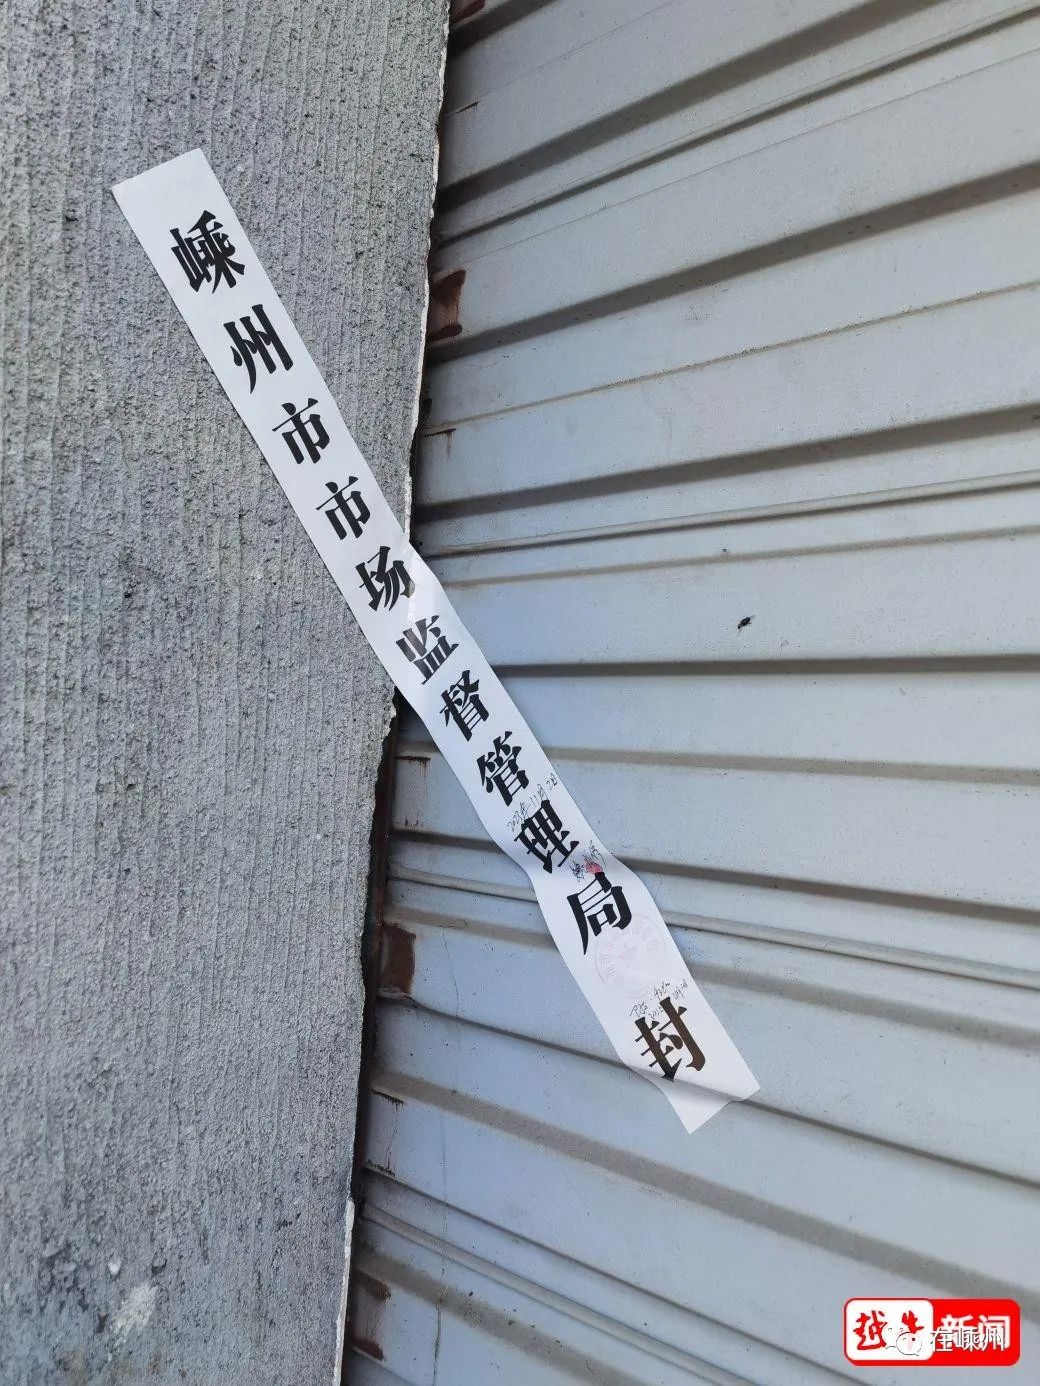 嵊州市市场监督管理局
封
越牛新闻
在嵊州